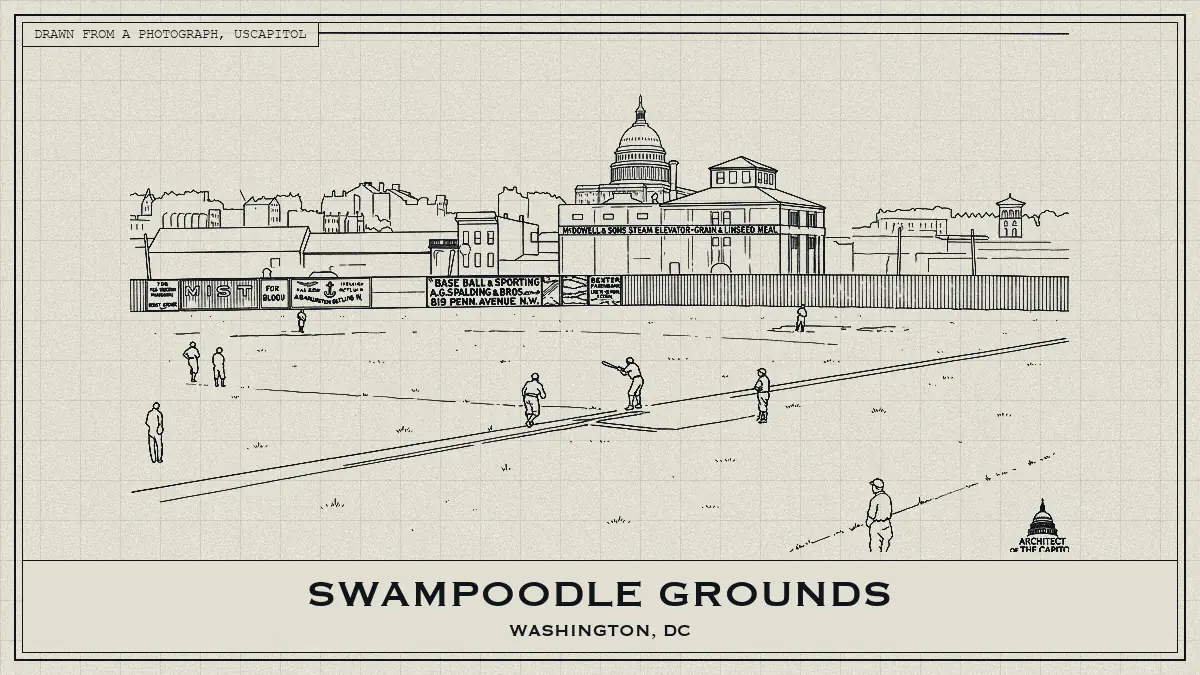 DRAWN FROM A PHOTOGRAPH, USCAPITOL
McDOWELL & SONS STEAM ELEVATOR-GRAIN & LINSEED MEAL
MIST
FOR
BLOOD
"BASE BALL & SPORTING
A.G. SPALDING & BROS.
819 PENN. AVENUE N.W.
ARCHITECT
OF THE CAPITO
SWAMPOODLE GROUNDS
WASHINGTON, DC